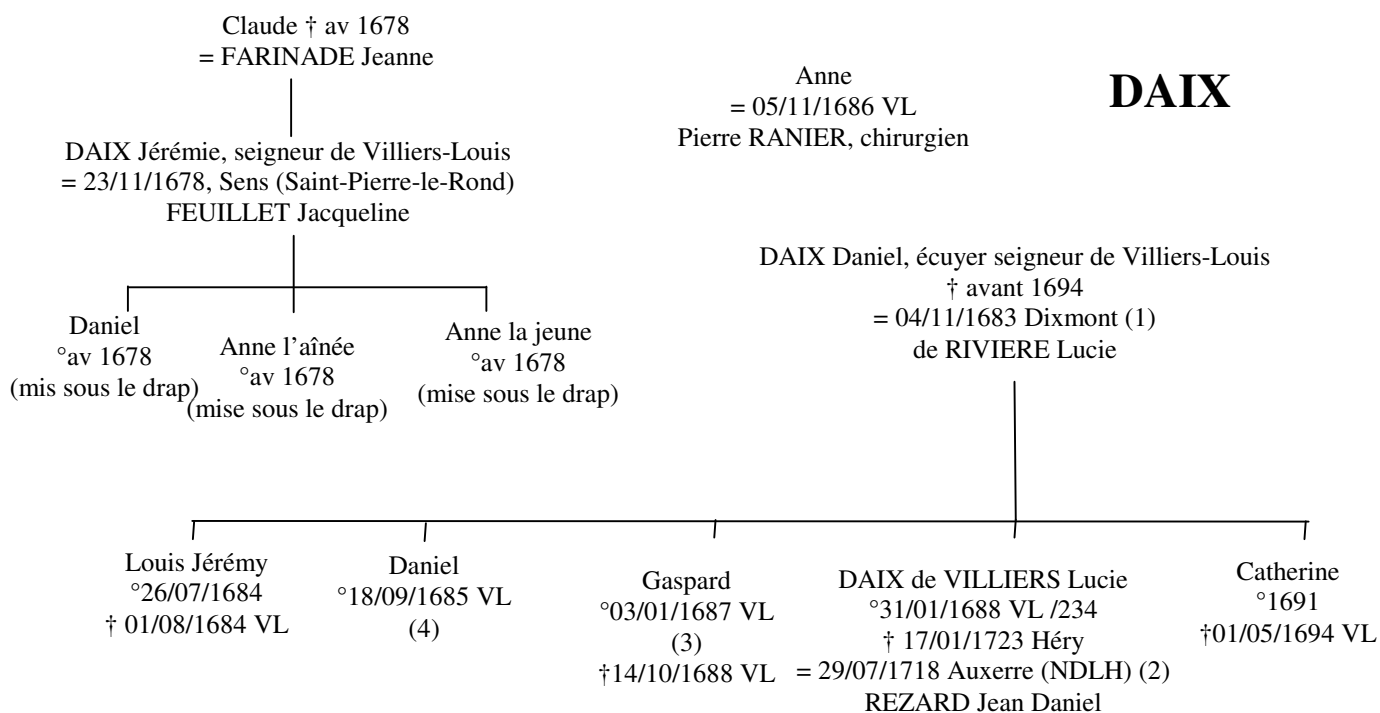 Claude † av 1678
= FARINADE Jeanne
Anne
= 05/11/1686 VL
Pierre RANIER, chirurgien
DAIX
DAIX Jérémie, seigneur de Villiers-Louis
= 23/11/1678, Sens (Saint-Pierre-le-Rond)
FEUILLET Jacqueline
DAIX Daniel, écuyer seigneur de Villiers-Louis
† avant 1694
= 04/11/1683 Dixmont (1)
de RIVIERE Lucie
Daniel
°av 1678
(mis sous le drap)
Anne l’aînée
°av 1678
(mise sous le drap)
Anne la jeune
°av 1678
(mise sous le drap)
Louis Jérémy
°26/07/1684
† 01/08/1684 VL
Daniel
°18/09/1685 VL
(4)
Gaspard
°03/01/1687 VL
(3)
†14/10/1688 VL
DAIX de VILLIERS Lucie
°31/01/1688 VL /234
† 17/01/1723 Héry
= 29/07/1718 Auxerre (NDLH) (2)
REZARD Jean Daniel
Catherine
°1691
†01/05/1694 VL